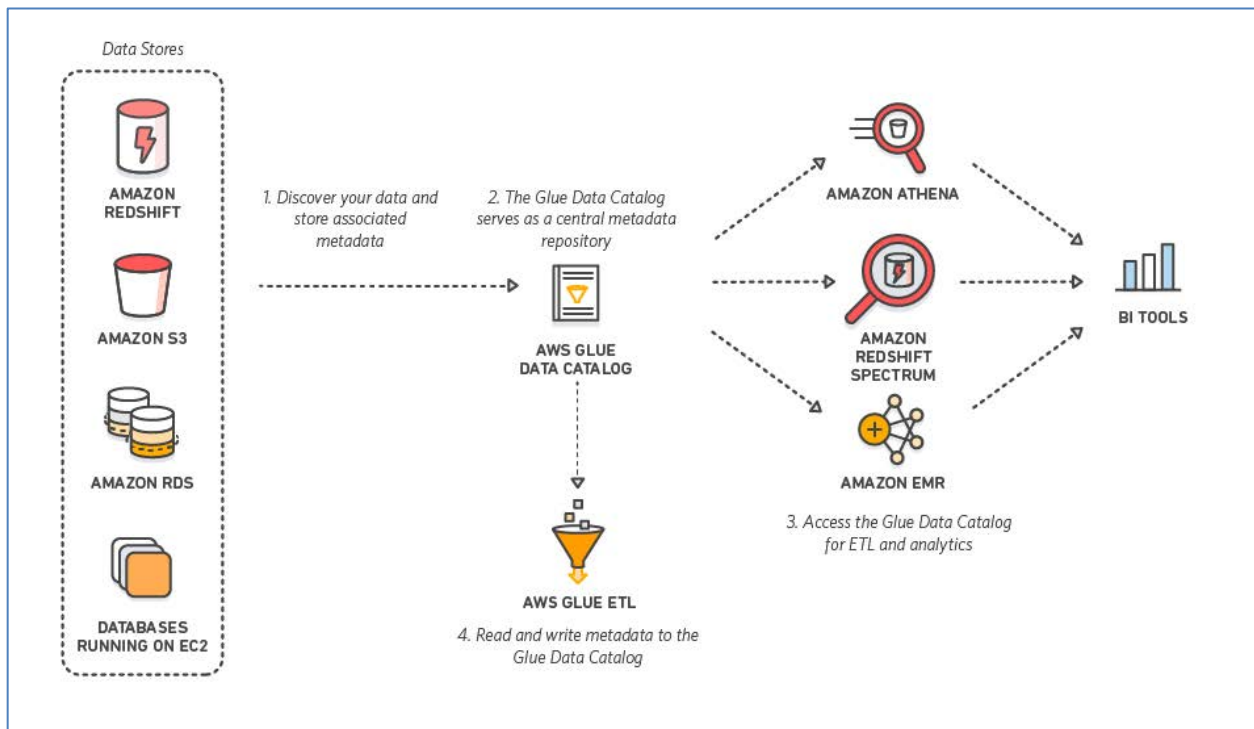 Data Stores
AMAZON
REDSHIFT
AMAZON S3
AMAZON RDS
DATABASES
RUNNING ON EC2
1. Discover your data and
store associated
metadata
2. The Glue Data Catalog
serves as a central metadata
repository
AWS GLUE
DATA CATALOG
AWS GLUE ETL
4. Read and write metadata to the
Glue Data Catalog
AMAZON ATHENA
AMAZON
REDSHIFT
SPECTRUM
AMAZON EMR
3. Access the Glue Data Catalog
for ETL and analytics
BI TOOLS